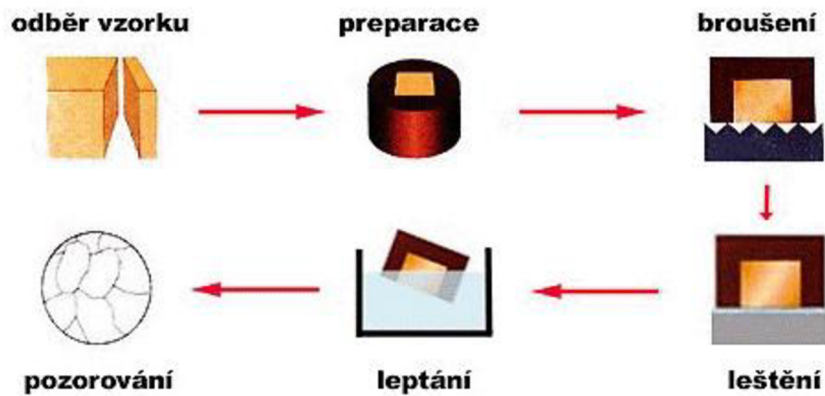 odběr vzorku
preparace
broušení
pozorování
leptání
leštění